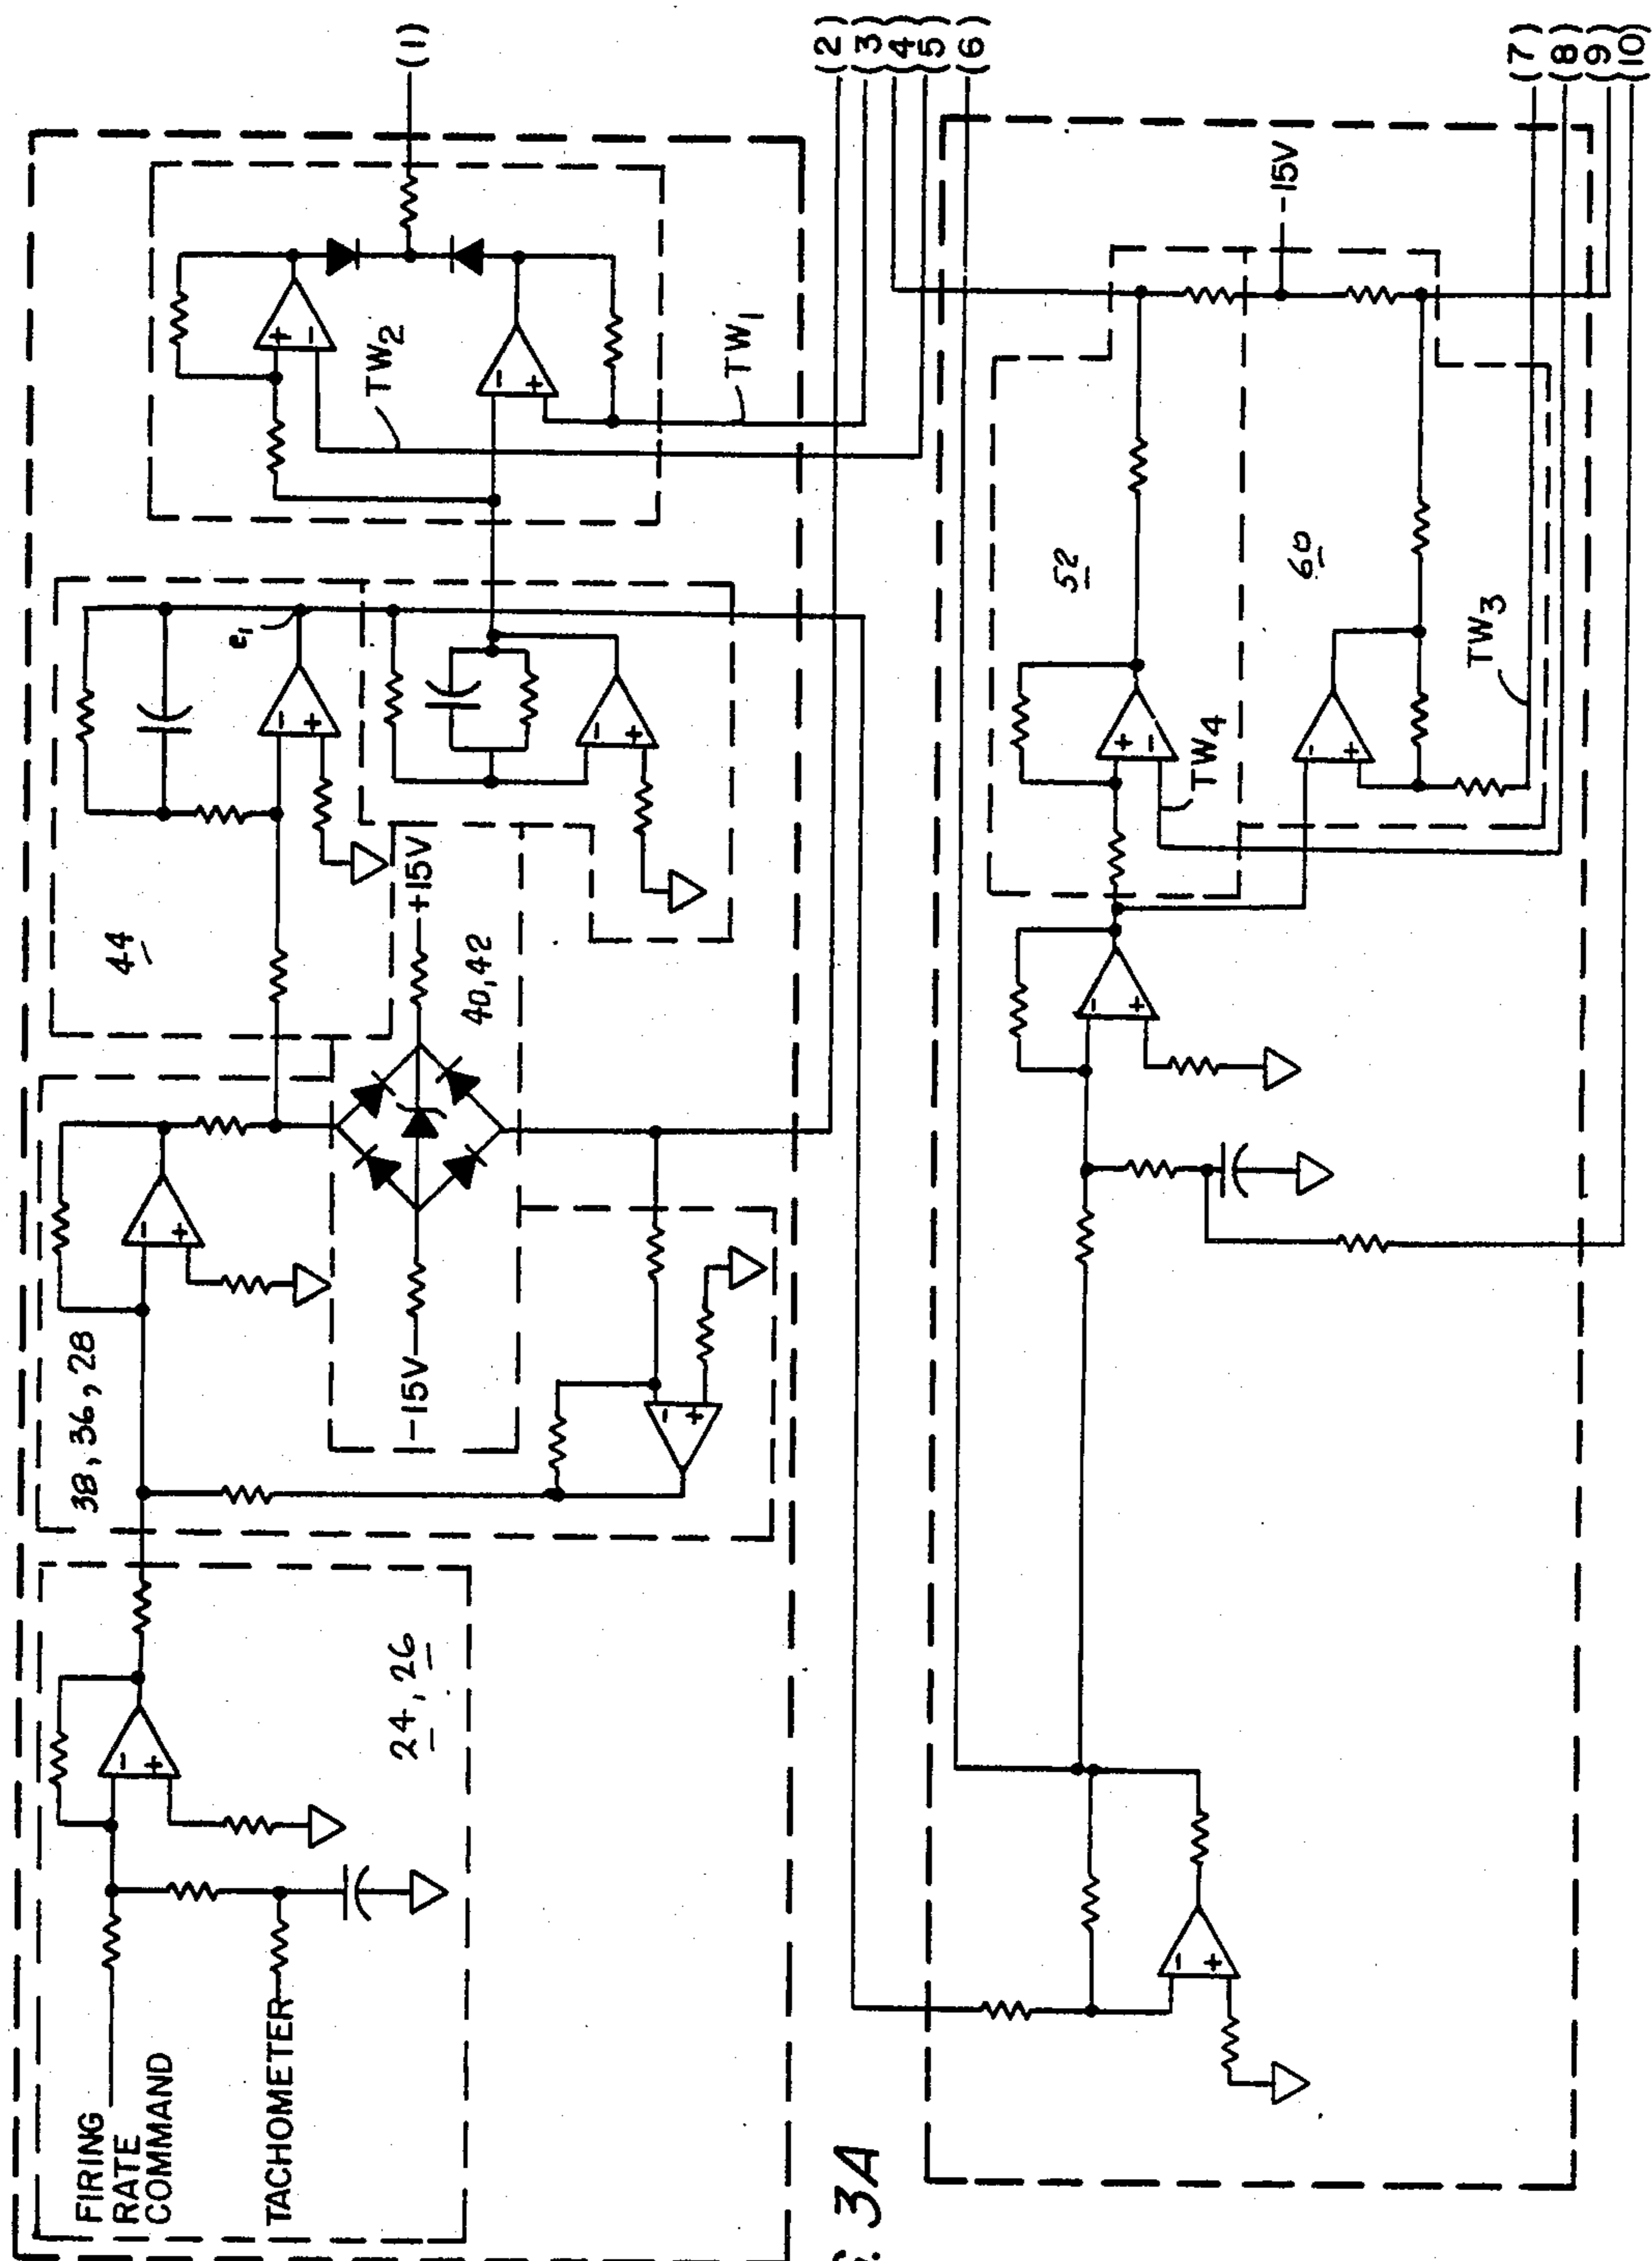 (1)
TW2
TW1
e1
44
+15V
40,42
38,36,28
-15V
24,26
FIRING
RATE
COMMAND
TACHOMETER
(2)
(3)
(4)
(5)
(6)
-15V
52
60
TW4
TW3
(7)
(8)
(9)
(10)
3A